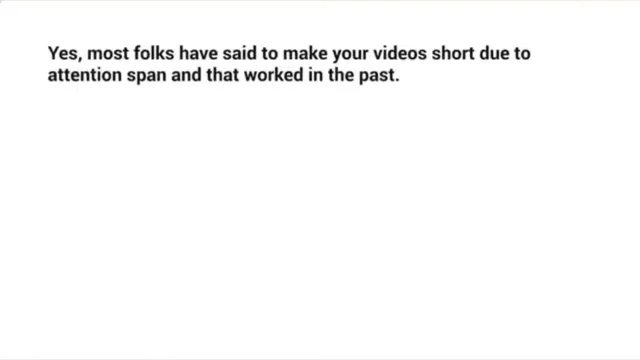 Yes, most folks have said to make your videos short due to
attention span and that worked in the past.